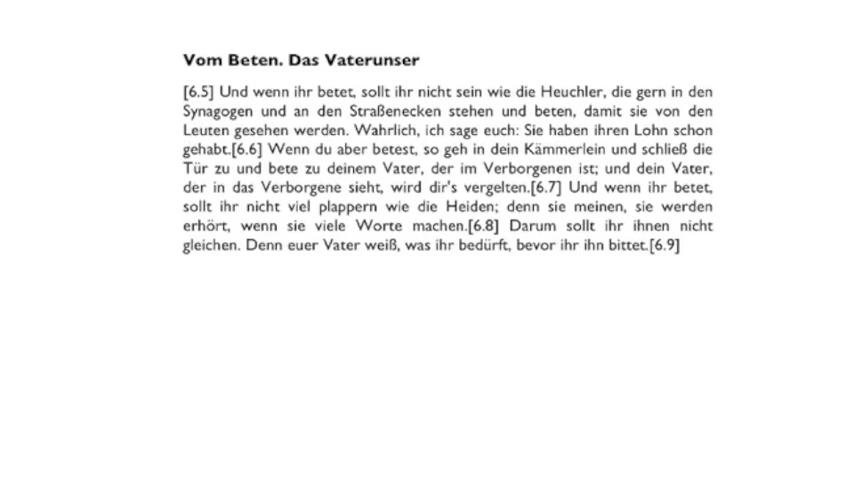 Vom Beten. Das Vaterunser
[6.5] Und wenn ihr betet, sollt ihr nicht sein wie die Heuchler, die gern in den
Synagogen und an den Straßenecken stehen und beten, damit sie von den
Leuten gesehen werden. Wahrlich, ich sage euch: Sie haben ihren Lohn schon
gehabt.[6.6] Wenn du aber betest, so geh in dein Kämmerlein und schließ die
Tür zu und bete zu deinem Vater, der im Verborgenen ist; und dein Vater,
der in das Verborgene sieht, wird dir's vergelten.[6.7] Und wenn ihr betet,
sollt ihr nicht viel plappern wie die Heiden; denn sie meinen, sie werden
erhört, wenn sie viele Worte machen.[6.8] Darum sollt ihr ihnen nicht
gleichen. Denn euer Vater weiß, was ihr bedürft, bevor ihr ihn bittet.[6.9]